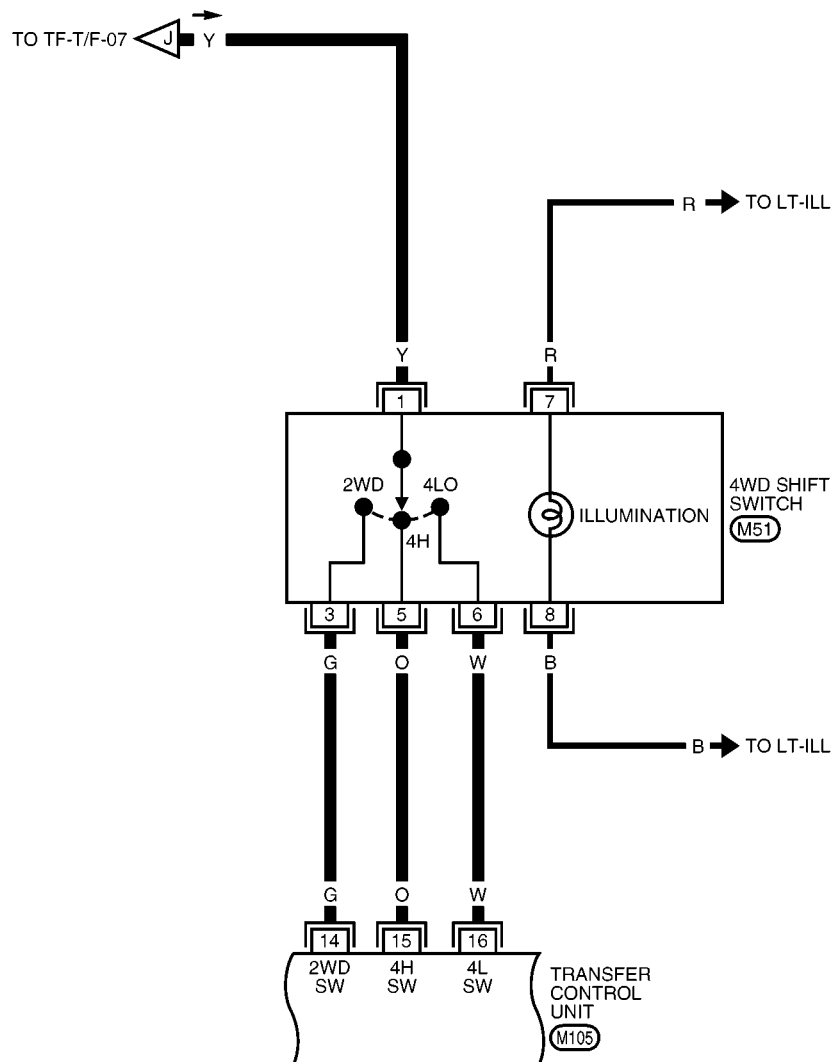 TO TF-T/F-07 J Y
R TO LT-ILL
Y R
1 7
2WD 4LO
4H
ILLUMINATION
4WD SHIFT
SWITCH
M51
3 5 6 8
G O W B
B TO LT-ILL
G O W
14 15 16
2WD
SW
4H
SW
4L
SW
TRANSFER
CONTROL
UNIT
M105